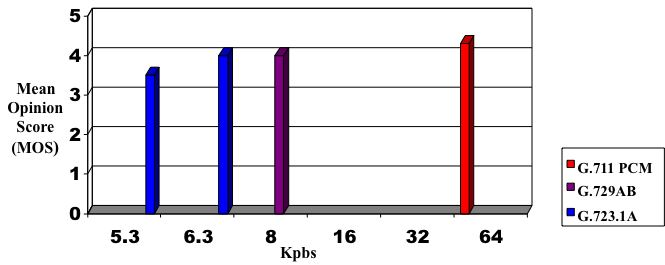 5
4
3
2
1
0
Mean
Opinion
Score
(MOS)
5.3 6.3 8 16 32 64
Kpbs
G.711 PCM
G.729AB
G.723.1A